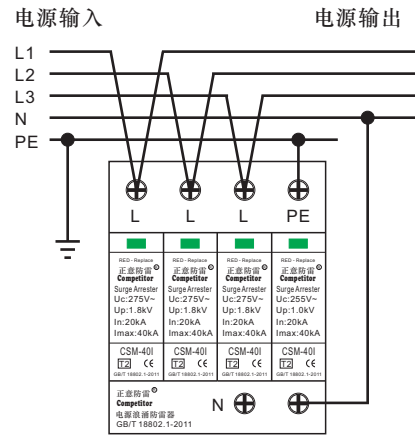 电源输入 电源输出
L1
L2
L3
N
PE
L L L PE
RED - Replace RED - Replace RED - Replace RED - Replace
正意防雷® 正意防雷® 正意防雷® 正意防雷®
Competitor Competitor Competitor Competitor
Surge Arrester Surge Arrester Surge Arrester Surge Arrester
Uc:275V~ Uc:275V~ Uc:275V~ Uc:255V~
Up:1.8kV Up:1.8kV Up:1.8kV Up:1.0kV
In:20kA In:20kA In:20kA In:20kA
Imax:40kA Imax:40kA Imax:40kA Imax:40kA
CSM-40I CSM-40I CSM-40I CSM-40I
T2 CE T2 CE T2 CE T2 CE
GB/T 18802.1-2011 GB/T 18802.1-2011 GB/T 18802.1-2011 GB/T 18802.1-2011
正意防雷®
Competitor N
电源浪涌防雷器
GB/T 18802.1-2011